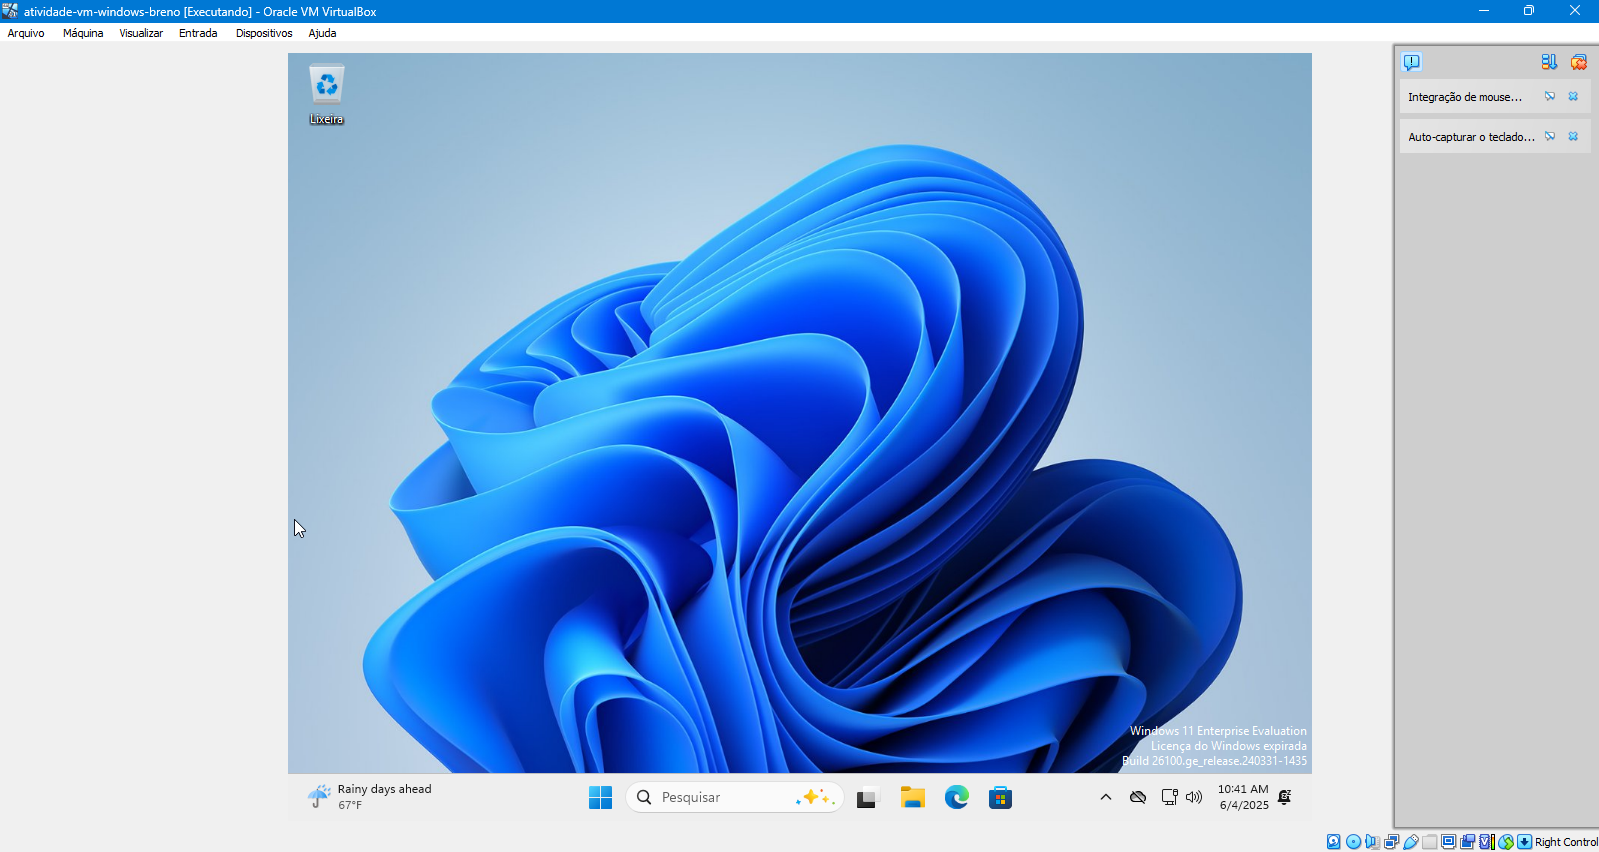 atividade-vm-windows-breno [Executando] - Oracle VM VirtualBox
Arquivo Máquina Visualizar Entrada Dispositivos Ajuda
Integração de mouse...
Auto-capturar o teclado...
Lixeira
Windows 11 Enterprise Evaluation
Licença do Windows expirada
Build 26100.ge_release.240331-1435
Rainy days ahead
67°F
Pesquisar
10:41 AM
6/4/2025
Right Control